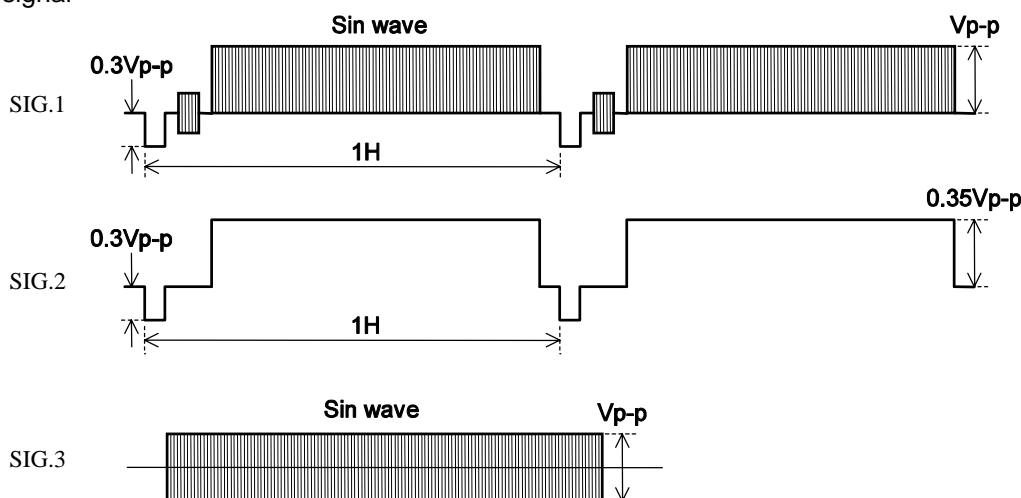 signal
Sin wave
Vp-p
0.3Vp-p
SIG.1
1H
0.35Vp-p
0.3Vp-p
SIG.2
1H
Sin wave
Vp-p
SIG.3